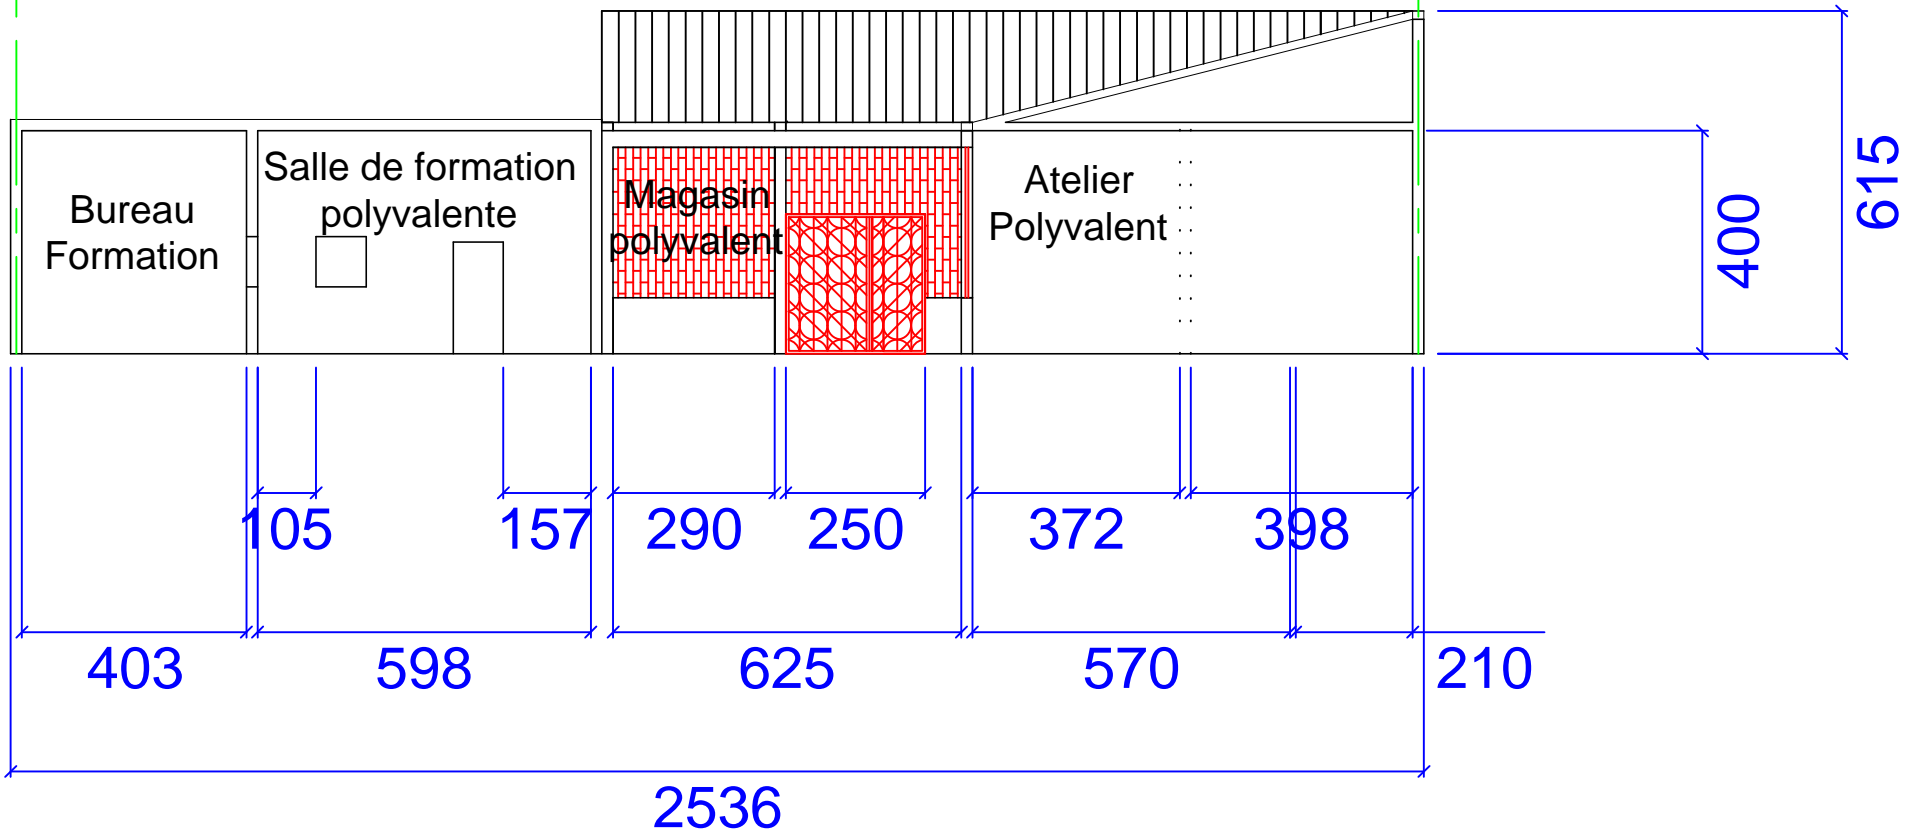 Bureau
Formation
Salle de formation
polyvalente
Magasin
polyvalent
Atelier
Polyvalent
400
615
105
157
290
250
372
398
403
598
625
570
210
2536